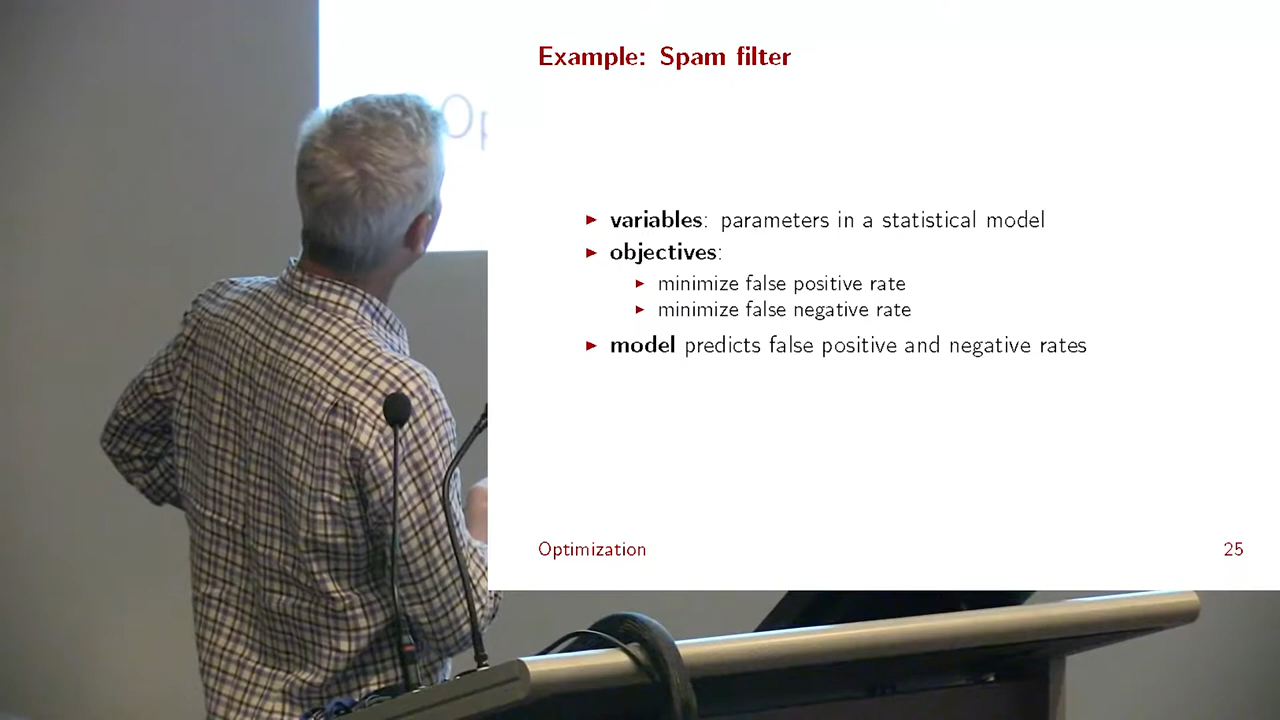 Example: Spam filter
Op
▶ variables: parameters in a statistical model
▶ objectives:
▶ minimize false positive rate
▶ minimize false negative rate
▶ model predicts false positive and negative rates
Optimization 25